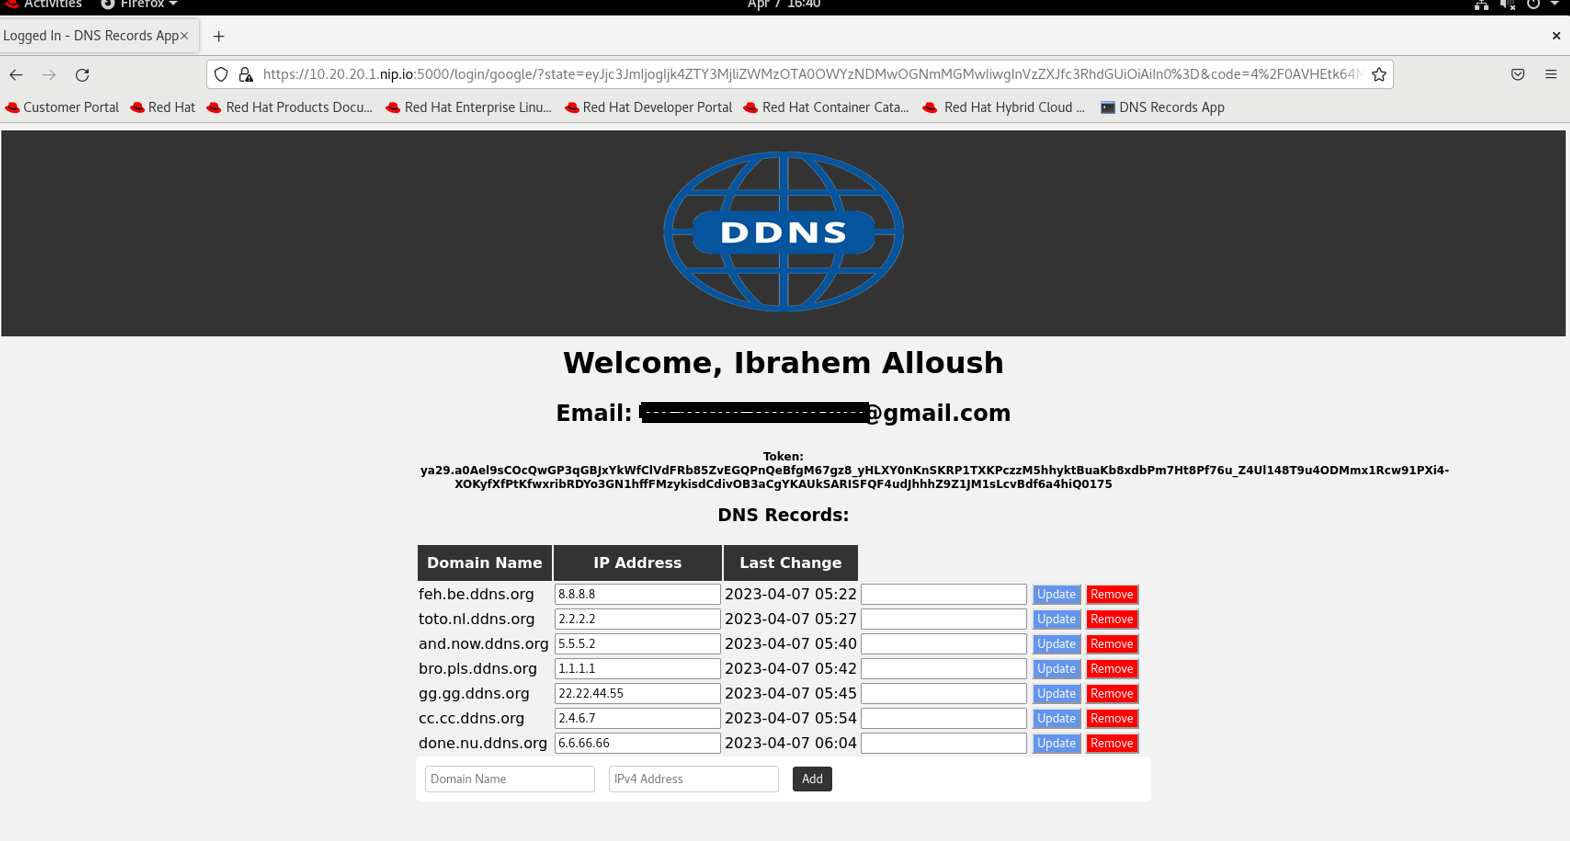 Activities Firefox Apr 7 16:40
Logged In - DNS Records App × + ×
https://10.20.20.1.nip.io:5000/login/google/?state=eyJjc3JmIjogIjk4ZTY3MjliZWMzOTA0OWYzNDMwOGNmMGMwIiwgInVzZXJfc3RhdGUiOiAiIn0%3D&code=4%2F0AVHEtk64M
Customer Portal Red Hat Red Hat Products Docu... Red Hat Enterprise Linu... Red Hat Developer Portal Red Hat Container Cata... Red Hat Hybrid Cloud ... DNS Records App
DDNS
Welcome, Ibrahem Alloush
Email: @gmail.com
Token:
ya29.a0Ael9sCOcQwGP3qGBJxYkWfClVdFRb85ZvEGQPnQeBfgM67gz8_yHLXY0nKnSKRP1TXKPczzM5hhyktBuaKb8xdbPm7Ht8Pf76u_Z4Ul148T9u4ODMmx1Rcw91PXi4-
XOKyfXfPtKfwxribRDYo3GN1hffFMzykisdCdivOB3aCgYKAUkSARISFQF4udJhhhZ9Z1JM1sLcvBdf6a4hiQ0175
DNS Records:
Domain Name IP Address Last Change
feh.be.ddns.org 8.8.8.8 2023-04-07 05:22 Update Remove
toto.nl.ddns.org 2.2.2.2 2023-04-07 05:27 Update Remove
and.now.ddns.org 5.5.5.2 2023-04-07 05:40 Update Remove
bro.pls.ddns.org 1.1.1.1 2023-04-07 05:42 Update Remove
gg.gg.ddns.org 22.22.44.55 2023-04-07 05:45 Update Remove
cc.cc.ddns.org 2.4.6.7 2023-04-07 05:54 Update Remove
done.nu.ddns.org 6.6.66.66 2023-04-07 06:04 Update Remove
Domain Name IPv4 Address Add